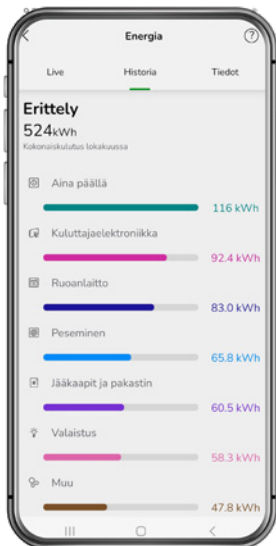 Energia
Live Historia Tiedot
Erittely
524kWh
Kokonaiskulutus lokakuussa
Aina päällä
116 kWh
Kuluttajaelektroniikka
92.4 kWh
Ruoanlaitto
83.0 kWh
Peseminen
65.8 kWh
Jääkaapit ja pakastin
60.5 kWh
Valaistus
58.3 kWh
Muu
47.8 kWh